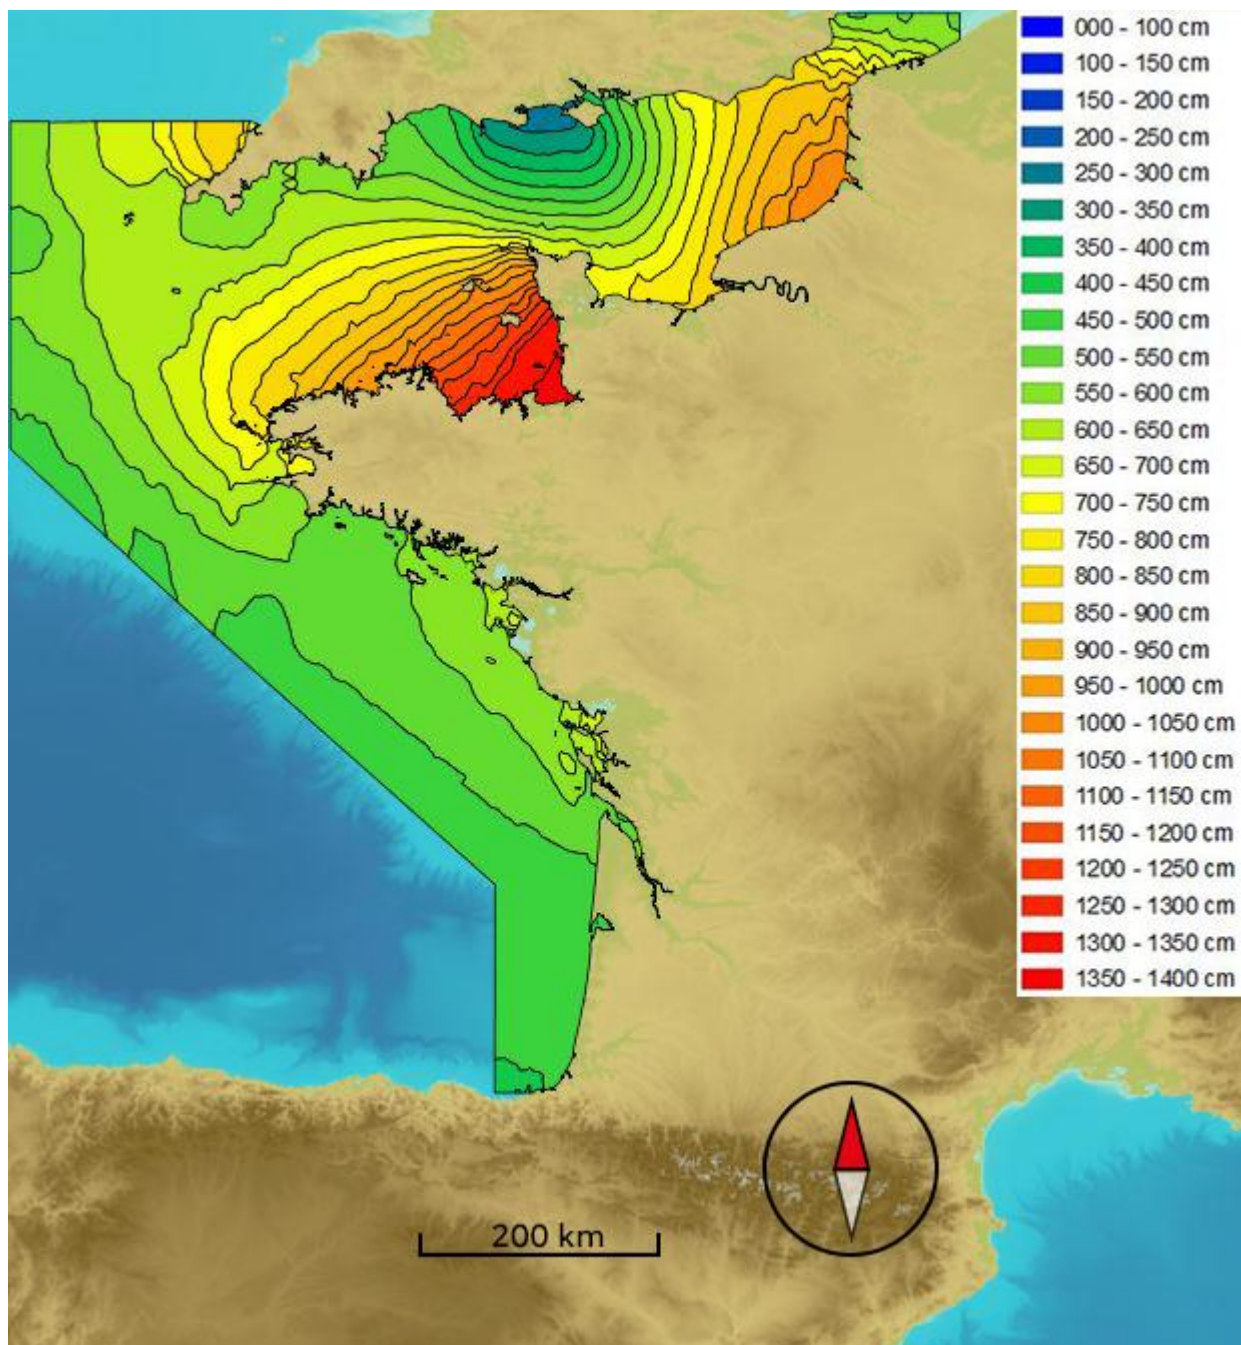 000 - 100 cm
100 - 150 cm
150 - 200 cm
200 - 250 cm
250 - 300 cm
300 - 350 cm
350 - 400 cm
400 - 450 cm
450 - 500 cm
500 - 550 cm
550 - 600 cm
600 - 650 cm
650 - 700 cm
700 - 750 cm
750 - 800 cm
800 - 850 cm
850 - 900 cm
900 - 950 cm
950 - 1000 cm
1000 - 1050 cm
1050 - 1100 cm
1100 - 1150 cm
1150 - 1200 cm
1200 - 1250 cm
1250 - 1300 cm
1300 - 1350 cm
1350 - 1400 cm
200 km